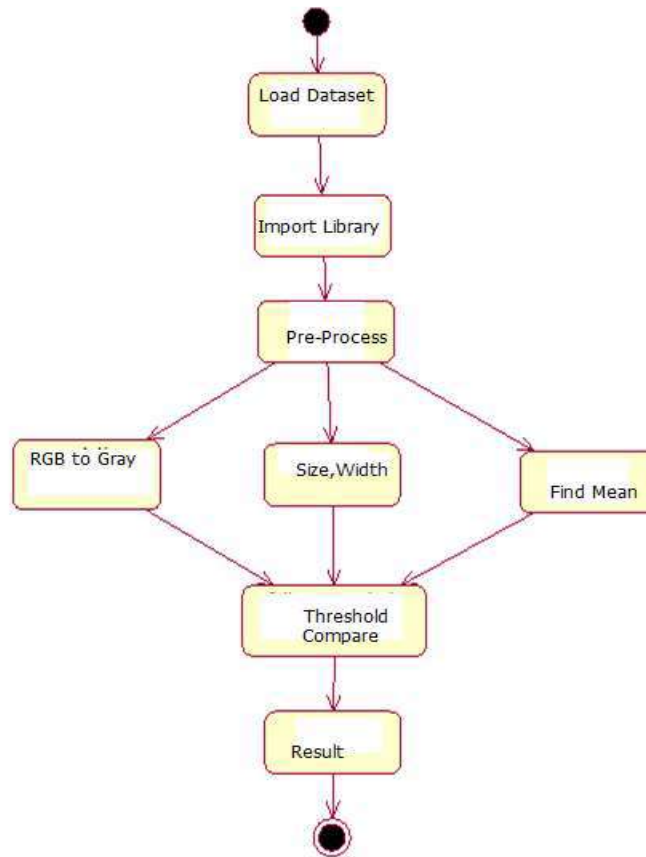 Load Dataset
Import Library
Pre-Process
RGB to Gray
Size,Width
Find Mean
Threshold
Compare
Result